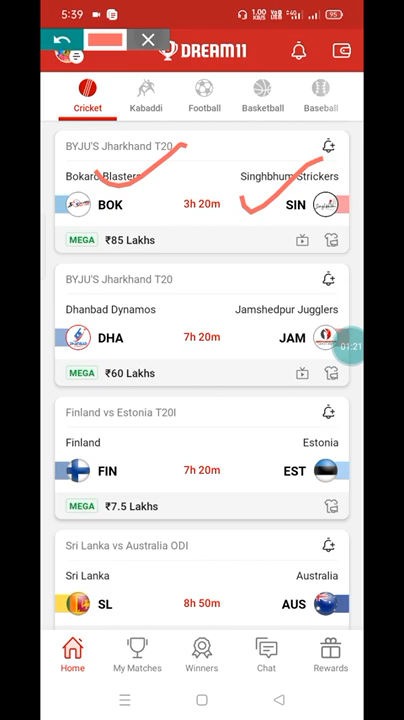 5:39
1.00 KB/S
4G
95
DREAM11
Cricket
Kabaddi
Football
Basketball
Baseball
BYJU'S Jharkhand T20
Bokaro Blasters
Singhbhum Strickers
BOK
3h 20m
SIN
MEGA ₹85 Lakhs
BYJU'S Jharkhand T20
Dhanbad Dynamos
Jamshedpur Jugglers
DHA
7h 20m
JAM
01:21
MEGA ₹60 Lakhs
Finland vs Estonia T20I
Finland
Estonia
FIN
7h 20m
EST
MEGA ₹7.5 Lakhs
Sri Lanka vs Australia ODI
Sri Lanka
Australia
SL
8h 50m
AUS
Home
My Matches
Winners
Chat
Rewards